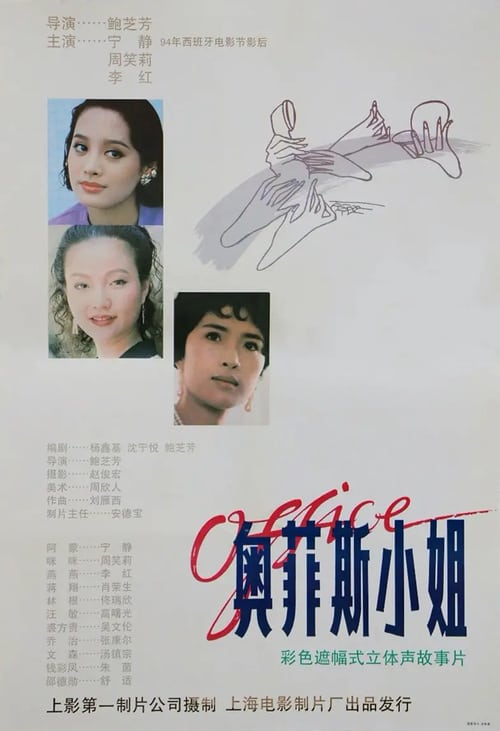 导演……鲍芝芳
主演……宁 静 94年西班牙电影节影后
周笑莉
李 红
编剧……杨鑫基 沈宁悦 鲍芝芳
导演……鲍芝芳
摄影……赵俊宏
美术……周欣人
作曲……刘雁西
制片主任……安德宝
office
奥菲斯小姐
阿 蒙……宁 静
咪 咪……周笑莉
燕 燕……李 红
蒋 翔……肖荣生
林 根……佟瑞欣
汪 敏……高曙光
裘方贵……吴文伦
乔 治……张康尔
文 森……汤镇宗
钱彩凤……朱 茵
邵德勋……舒 适
彩色遮幅式立体声故事片
上影第一制片公司摄制 上海电影制片厂出品发行